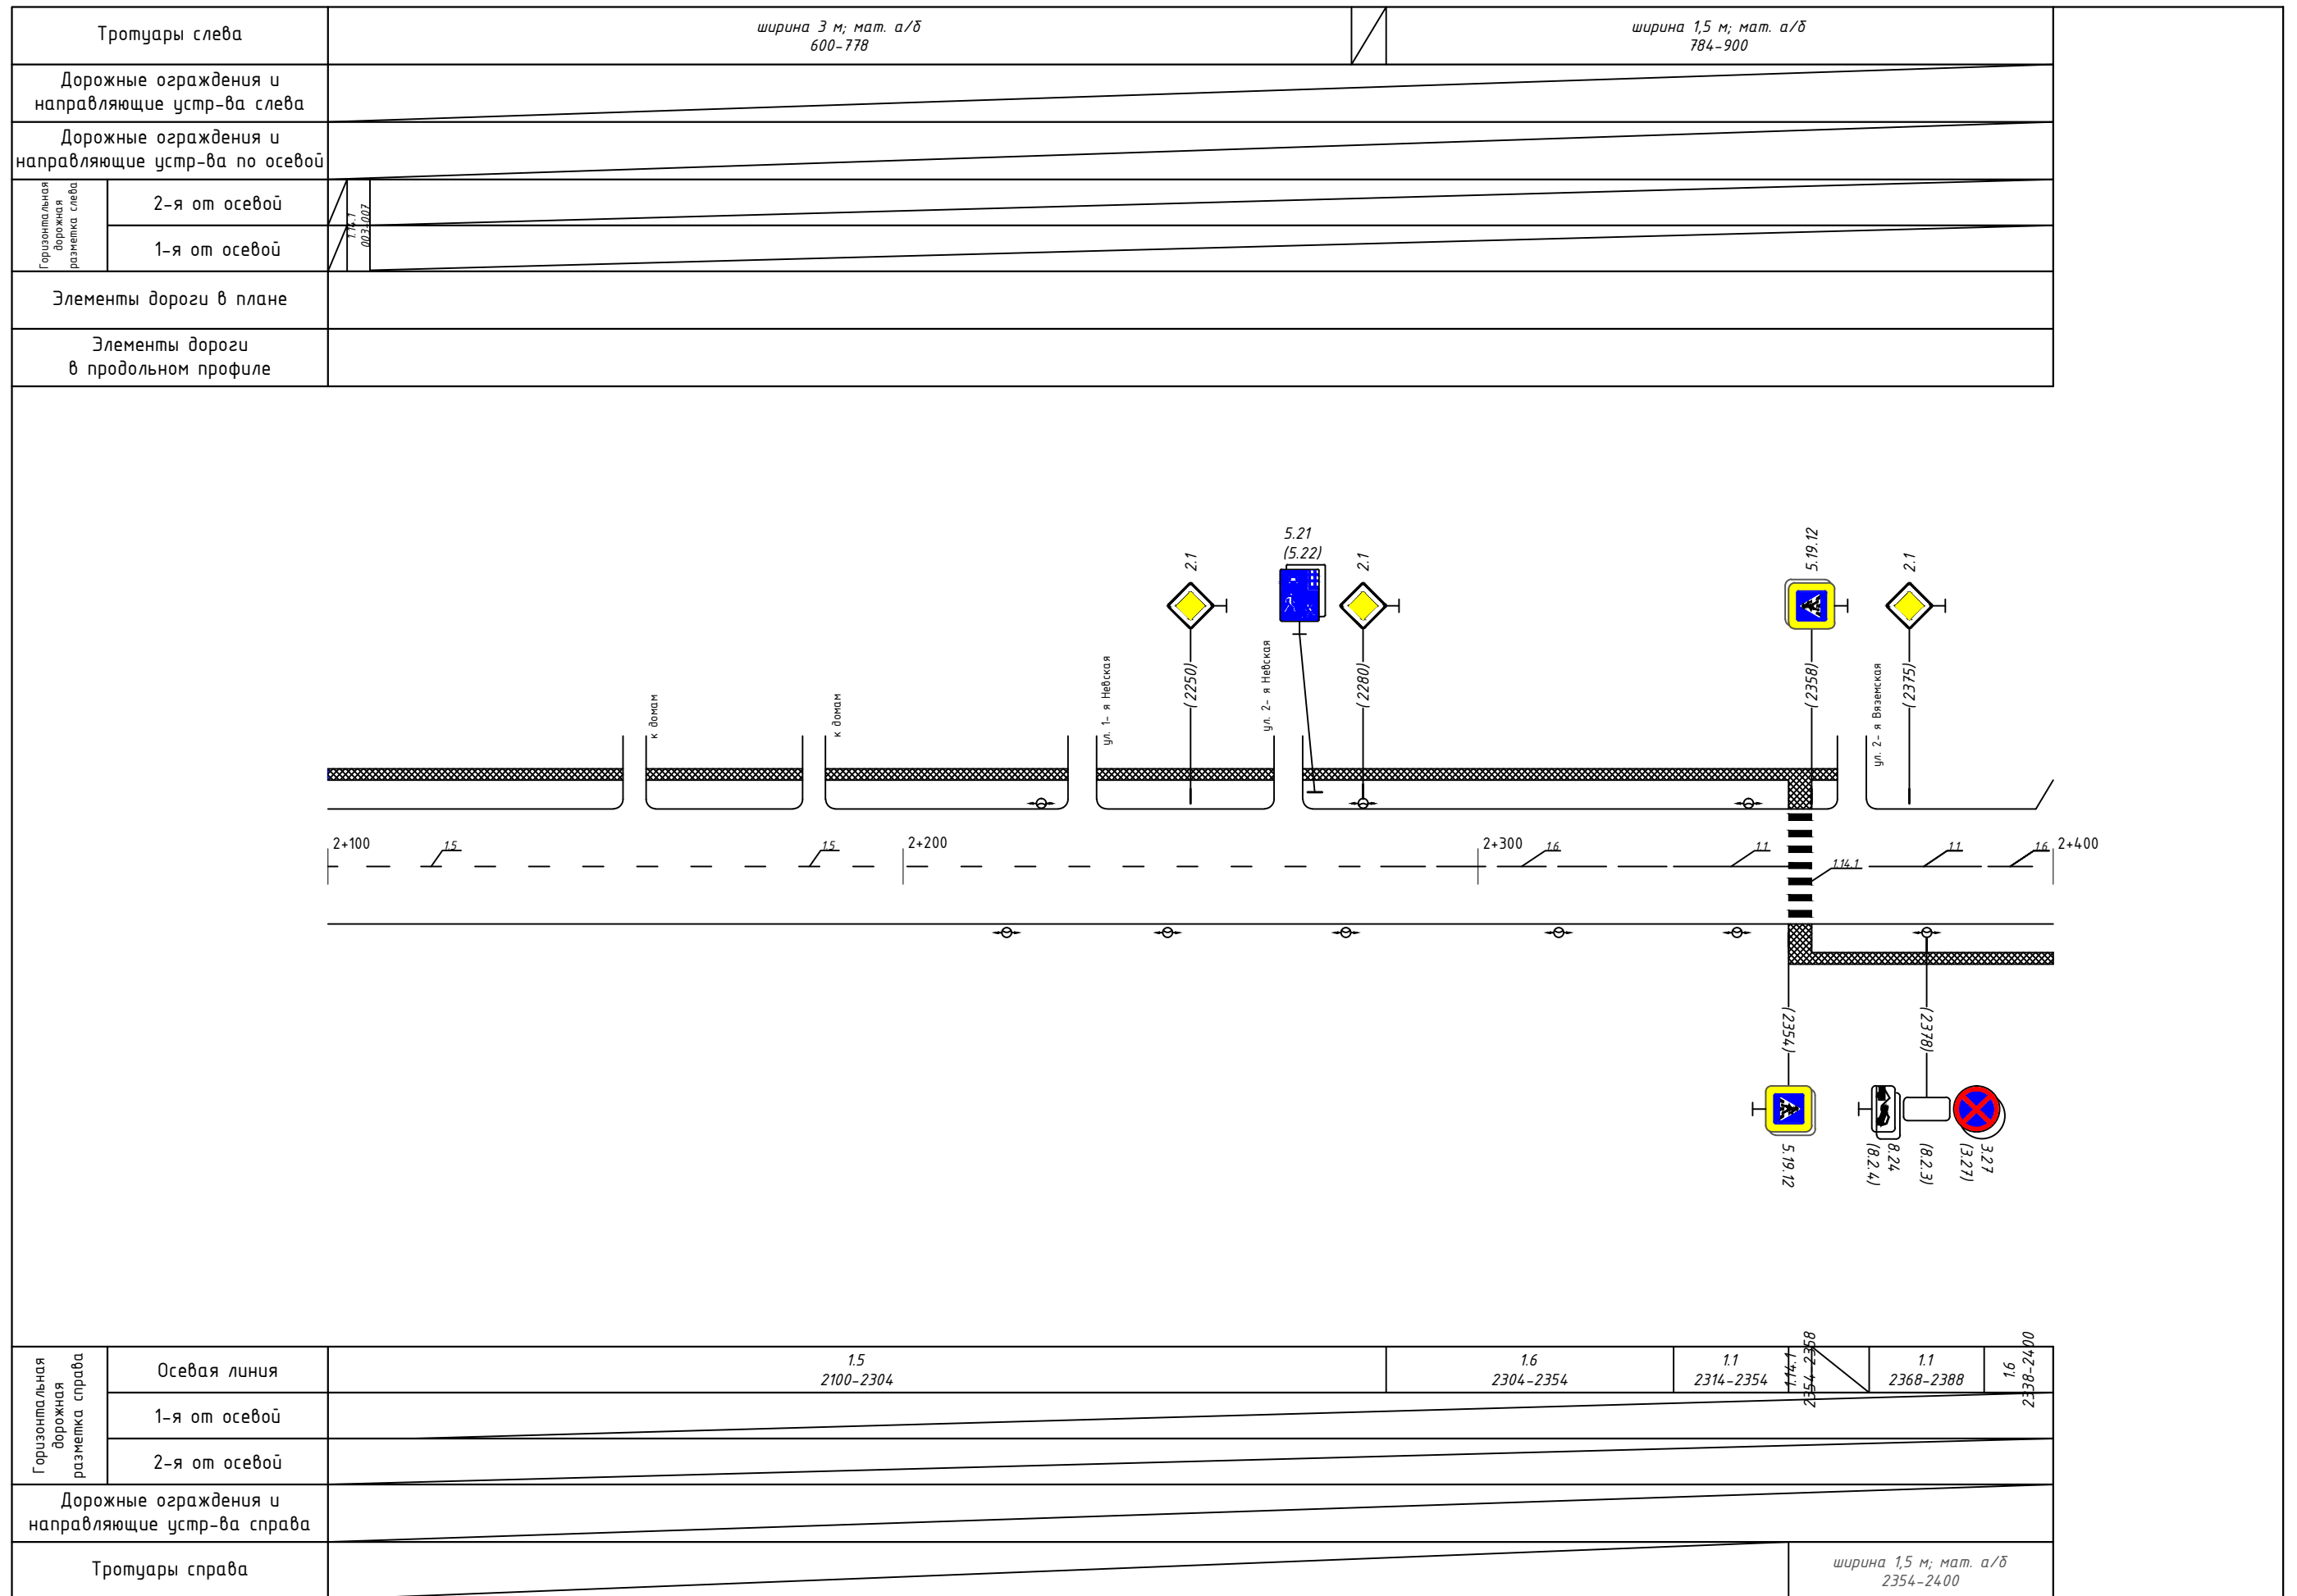 Тротуары слева
ширина 3 м; мат. а/б
600-778
ширина 1,5 м; мат. а/б
784-900
Дорожные ограждения и
направляющие устр-ва слева
Дорожные ограждения и
направляющие устр-ва по осевой
Горизонтальная
дорожная
разметка слева
2-я от осевой
1-я от осевой
1.14.1
003-007
Элементы дороги в плане
Элементы дороги
в продольном профиле
5.21
(5.22)
2.1
2.1
5.19.12
2.1
(2250)
(2280)
(2358)
(2375)
к домам
к домам
ул. 1- я Невская
ул. 2- я Невская
ул. 2- я Вяземская
2+100
1.5
1.5
2+200
2+300
1.6
1.1
1.14.1
1.1
1.6
2+400
(2354)
(2378)
5.19.12
8.24
(8.2.4)
(8.2.3)
3.27
(3.27)
Горизонтальная
дорожная
разметка справа
Осевая линия
1.5
2100-2304
1.6
2304-2354
1.1
2314-2354
1.14.1
2354-2358
1.1
2368-2388
1.6
2338-2400
1-я от осевой
2-я от осевой
Дорожные ограждения и
направляющие устр-ва справа
Тротуары справа
ширина 1,5 м; мат. а/б
2354-2400